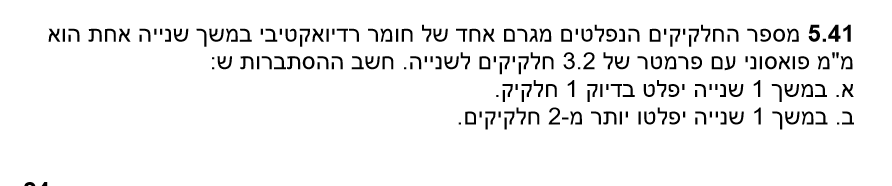 5.41 מספר החלקיקים הנפלטים מגרם אחד של חומר רדיואקטיבי במשך שנייה אחת הוא
מ"מ פואסוני עם פרמטר של 3.2 חלקיקים לשנייה. חשב ההסתברות ש:
א. במשך 1 שנייה יפלט בדיוק 1 חלקיק.
ב. במשך 1 שנייה יפלטו יותר מ-2 חלקיקים.